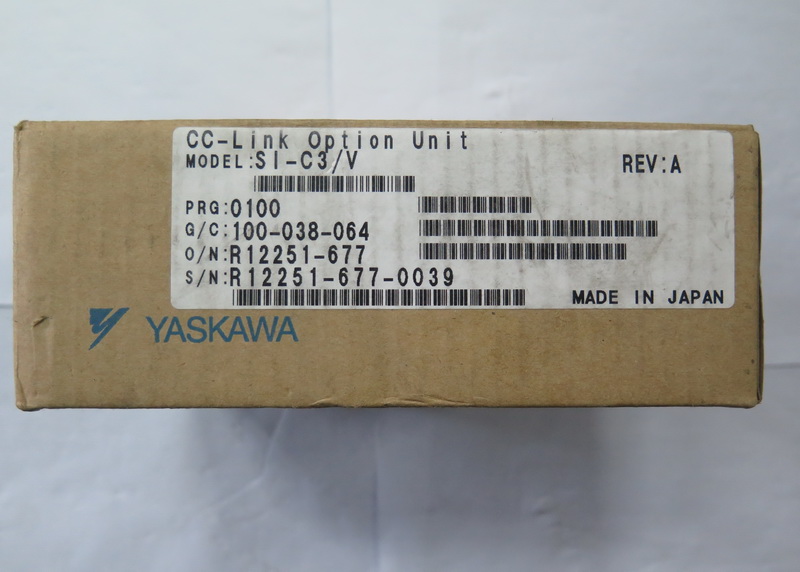 CC-Link Option Unit
MODEL:SI-C3/V
REV:A
PRG:0100
G/C:100-038-064
O/N:R12251-677
S/N:R12251-677-0039
MADE IN JAPAN
YASKAWA